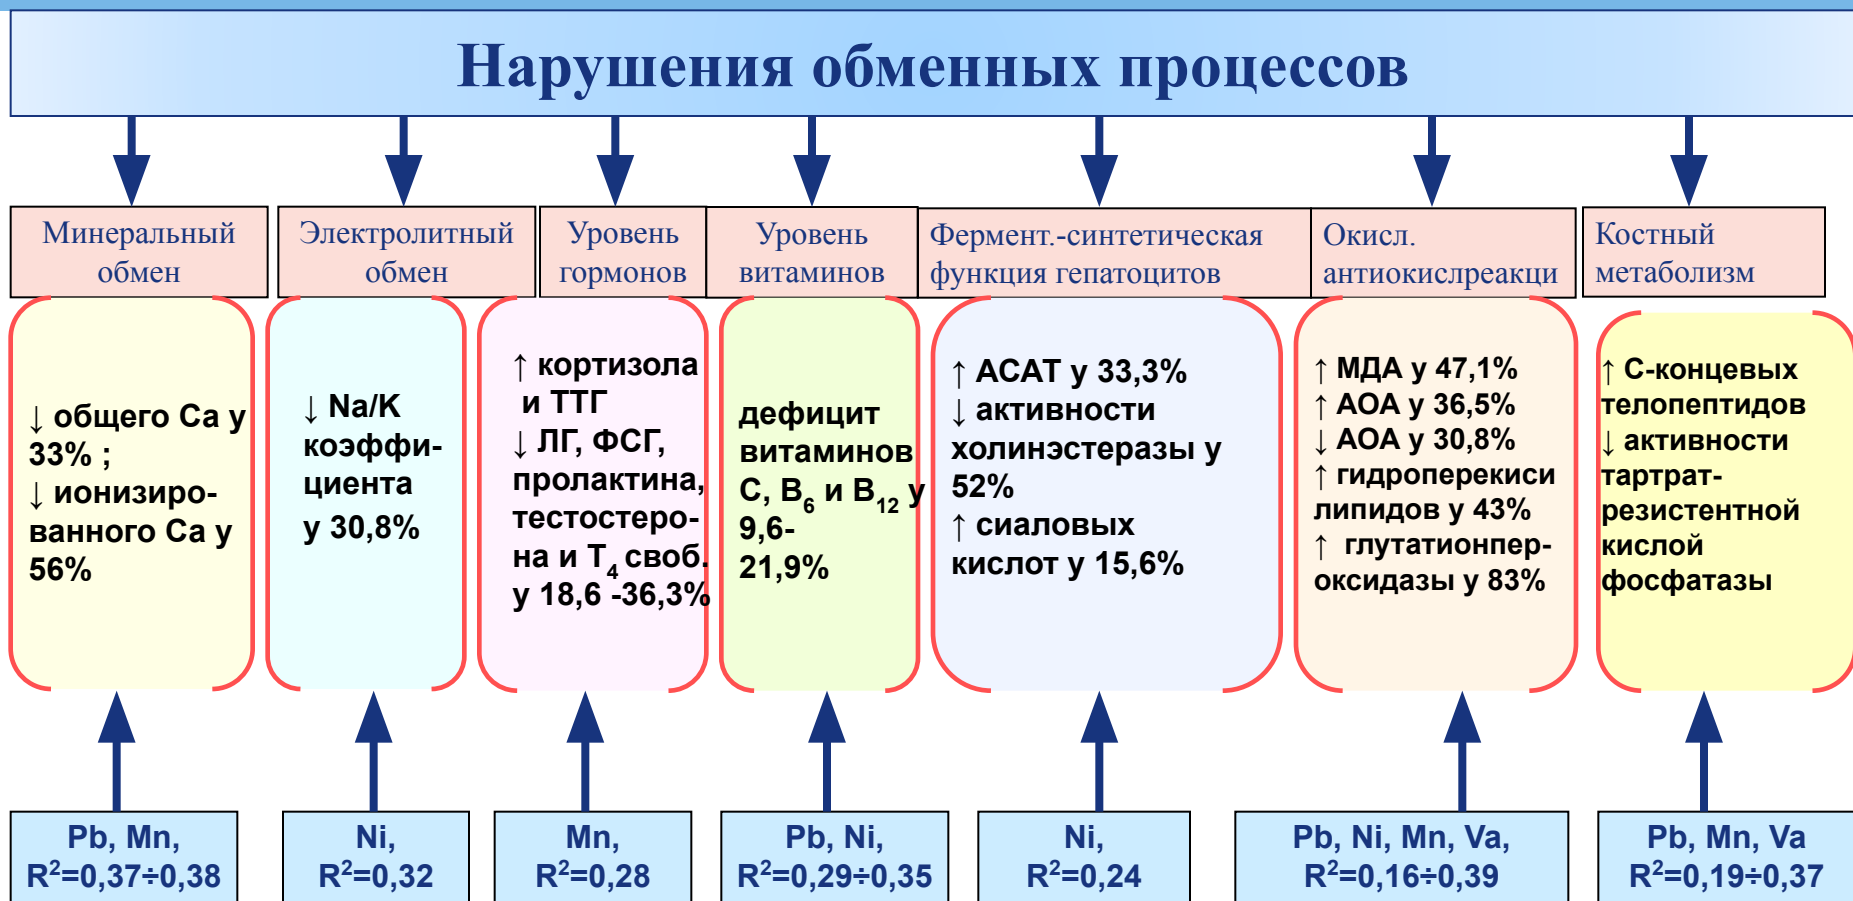 Нарушения обменных процессов
Минеральный
обмен
Электролитный
обмен
Уровень
гормонов
Уровень
витаминов
Фермент.-синтетическая
функция гепатоцитов
Окисл.
антиокислреакци
Костный
метаболизм
↓ общего Са у
33% ;
↓ ионизиро-
ванного Са у
56%
↓ Na/K
коэффи-
циента
у 30,8%
↑ кортизола
и ТТГ
↓ ЛГ, ФСГ,
пролактина,
тестостеро-
на и Т₄ своб.
у 18,6 -36,3%
дефицит
витаминов
С, В₆ и В₁₂ у
9,6-
21,9%
↑ АСАТ у 33,3%
↓ активности
холинэстеразы у
52%
↑ сиаловых
кислот у 15,6%
↑ МДА у 47,1%
↑ АОА у 36,5%
↓ АОА у 30,8%
↑ гидроперекиси
липидов у 43%
↑ глутатионпер-
оксидазы у 83%
↑ С-концевых
телопептидов
↓ активности
тартрат-
резистентной
кислой
фосфатазы
Pb, Mn,
R²=0,37÷0,38
Ni,
R²=0,32
Mn,
R²=0,28
Pb, Ni,
R²=0,29÷0,35
Ni,
R²=0,24
Pb, Ni, Mn, Va,
R²=0,16÷0,39
Pb, Mn, Va
R²=0,19÷0,37